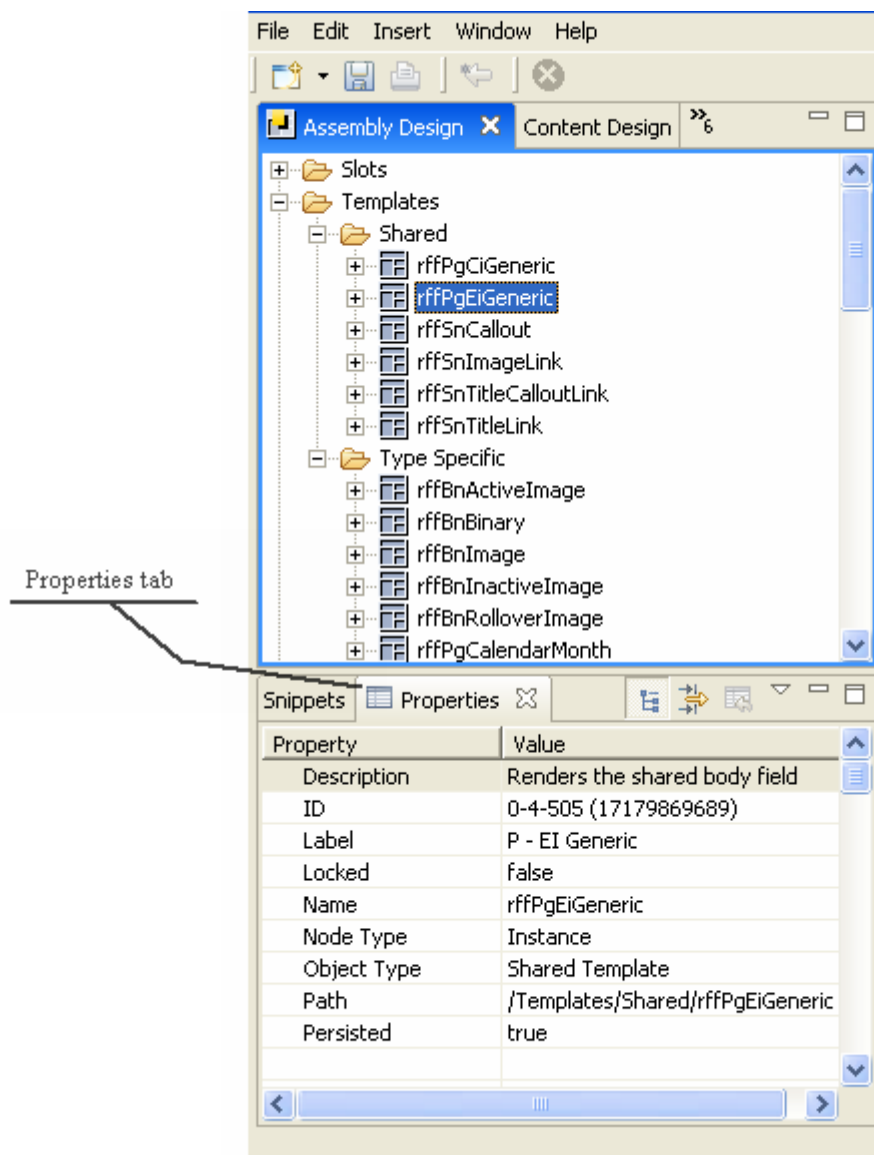 File Edit Insert Window Help
Assembly Design Content Design »6
Slots
Templates
Shared
rffPgCiGeneric
rffPgEiGeneric
rffSnCallout
rffSnImageLink
rffSnTitleCalloutLink
rffSnTitleLink
Type Specific
rffBnActiveImage
rffBnBinary
rffBnImage
rffBnInactiveImage
rffBnRolloverImage
rffPgCalendarMonth
Properties tab
Snippets Properties
Property Value
Description Renders the shared body field
ID 0-4-505 (17179869689)
Label P - EI Generic
Locked false
Name rffPgEiGeneric
Node Type Instance
Object Type Shared Template
Path /Templates/Shared/rffPgEiGeneric
Persisted true